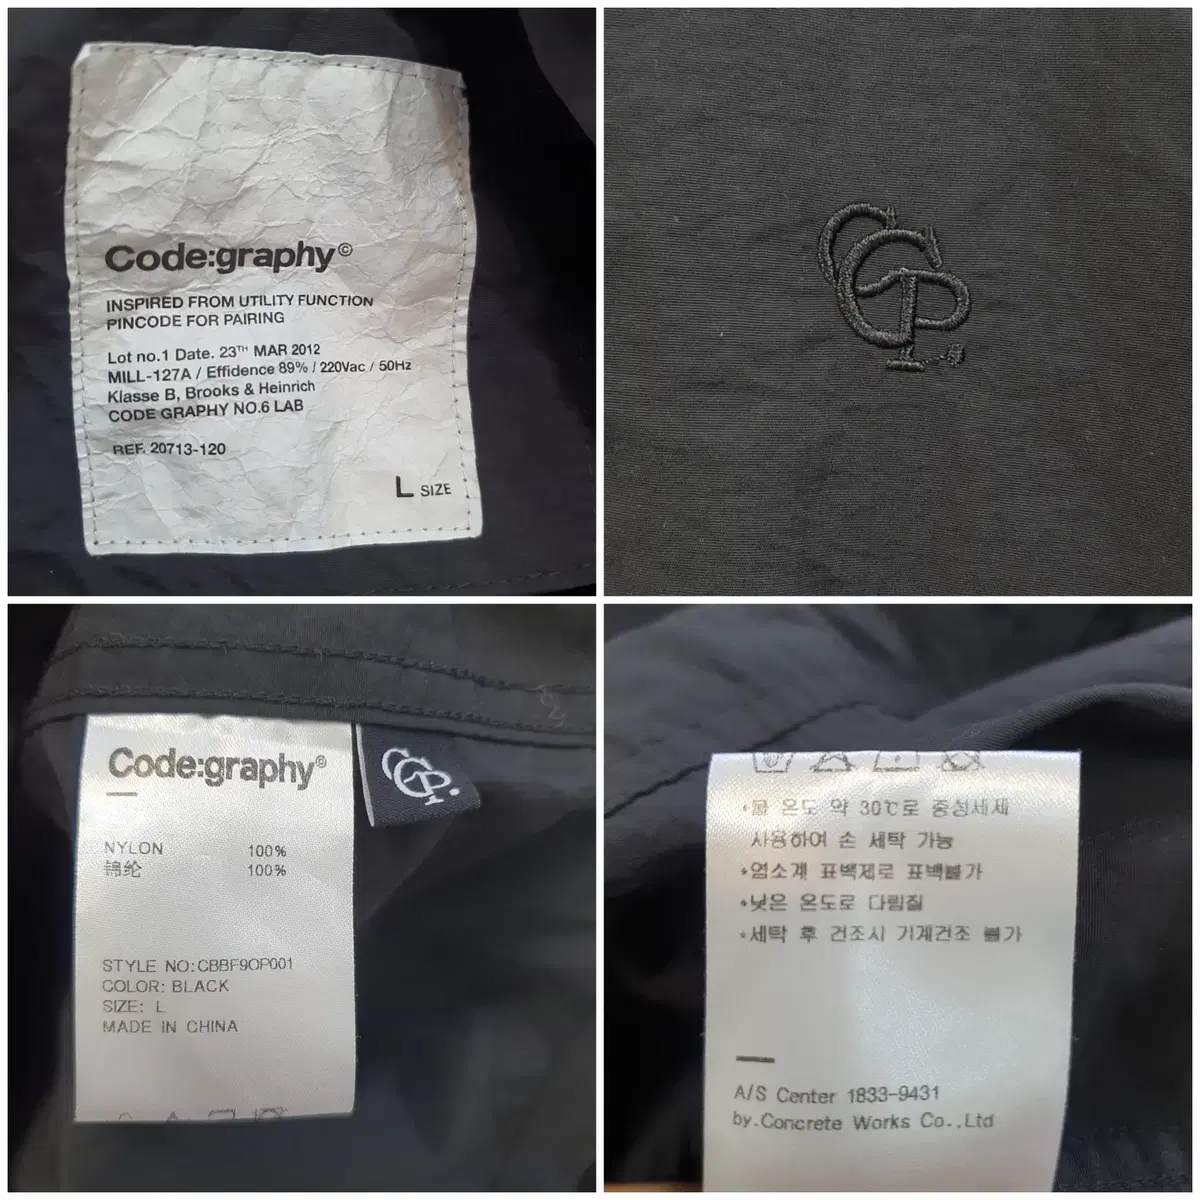 Code:graphy©
INSPIRED FROM UTILITY FUNCTION
PINCODE FOR PAIRING
Lot no.1 Date. 23TH MAR 2012
MILL-127A / Effidence 89% / 220Vac / 50Hz
Klasse B, Brooks & Heinrich
CODE GRAPHY NO.6 LAB
REF. 20713-120
L SIZE
CGP.
Code:graphy®
CGP.
NYLON 100%
锦纶 100%
STYLE NO:CBBF9OP001
COLOR: BLACK
SIZE: L
MADE IN CHINA
*물 온도 약 30℃로 중성세제
사용하여 손 세탁 가능
*염소계 표백제로 표백불가
*낮은 온도로 다림질
*세탁 후 건조시 기계건조 불가
A/S Center 1833-9431
by.Concrete Works Co.,Ltd